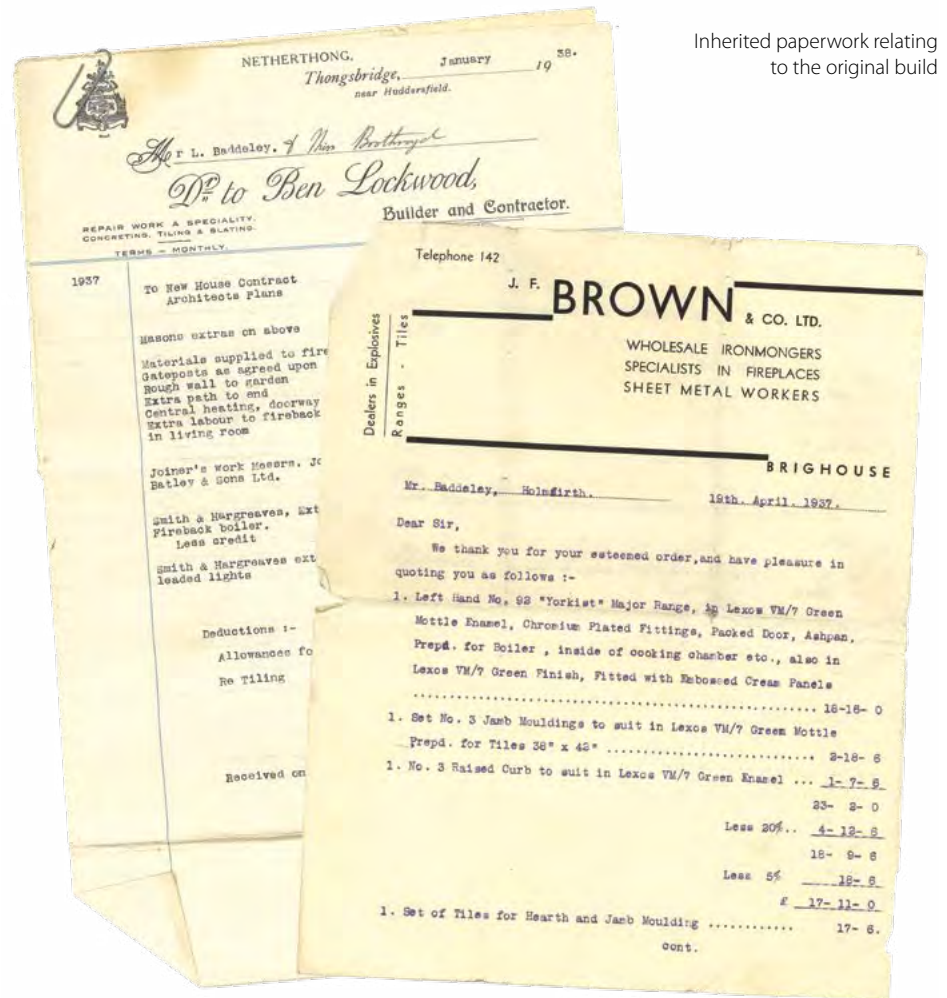 Inherited paperwork relating
to the original build
NETHERTHONG.
Thongsbridge, January 1938.
near Huddersfield.
Mr L. Baddeley. & Miss
Dr. to Ben Lockwood,
Builder and Contractor.
REPAIR WORK A SPECIALITY.
CONCRETING, TILING & SLATING.
TERMS – MONTHLY.
1937
To New House Contract
Architects Plans
Masons extras on above
Materials supplied to fire
Gateposts as agreed upon
Rough wall to garden
Extra path to end
Central heating, doorway
Extra labour to fireback
in living room
Joiner's work Messrs. Jo
Batley & Sons Ltd.
Smith & Hargreaves, Ext
Fireback boiler.
Less credit
Smith & Hargreaves ext
leaded lights
Deductions :-
Allowances fo
Re Tiling
Received on
Telephone 142
J. F. BROWN & CO. LTD.
Dealers in Explosives
Ranges - Tiles
WHOLESALE IRONMONGERS
SPECIALISTS IN FIREPLACES
SHEET METAL WORKERS
BRIGHOUSE
Mr. Baddeley, Holmfirth. 19th. April. 1937.
Dear Sir,
We thank you for your esteemed order,and have pleasure in
quoting you as follows :-
1. Left Hand No. 92 "Yorkist" Major Range, in Lexos VM/7 Green
Mottle Enamel, Chromium Plated Fittings, Packed Door, Ashpan,
Prepd. for Boiler , inside of cooking chamber etc., also in
Lexos VM/7 Green Finish, Fitted with Embossed Cream Panels
........................................................ 18-16- 0
1. Set No. 3 Jamb Mouldings to suit in Lexos VM/7 Green Mottle
Prepd. for Tiles 38" x 42" ............................. 2-18- 6
1. No. 3 Raised Curb to suit in Lexos VM/7 Green Enamel ... 1- 7- 6
23- 2- 0
Less 20%.. 4- 12- 6
18- 9- 6
Less 5% 18- 6
£ 17- 11- 0
1. Set of Tiles for Hearth and Jamb Moulding ............ 17- 6.
cont.